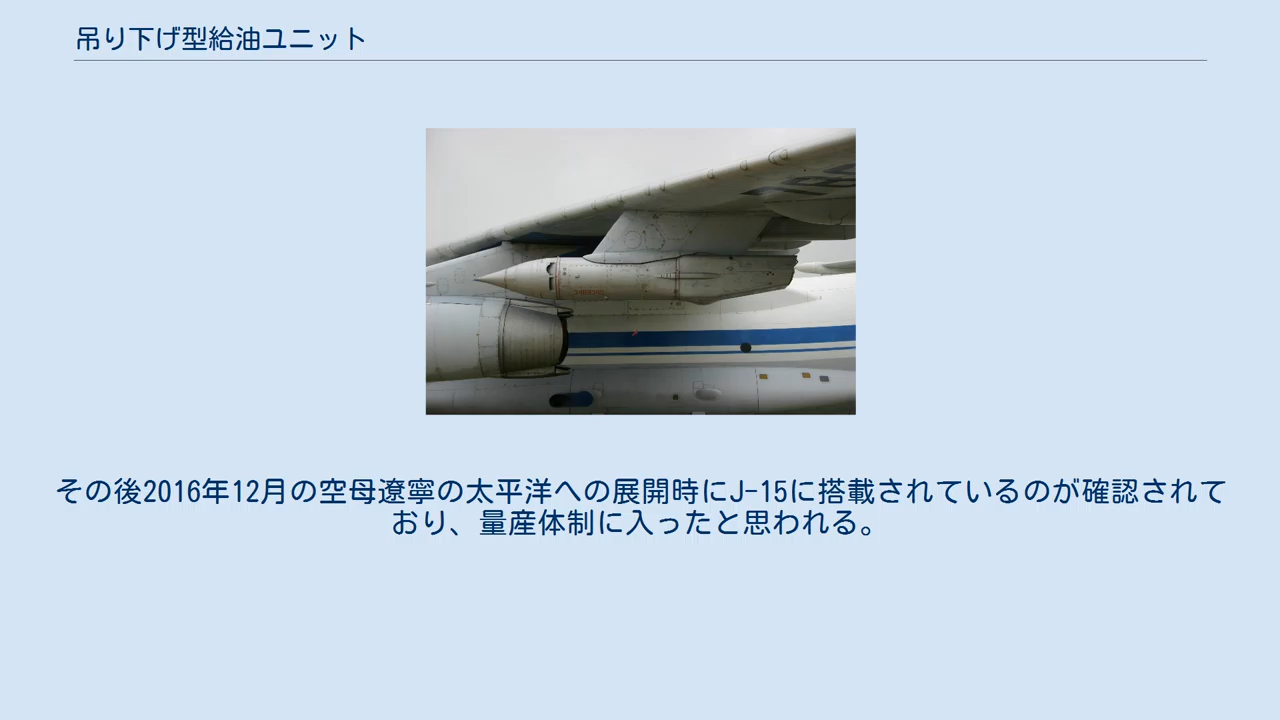 吊り下げ型給油ユニット
その後2016年12月の空母遼寧の太平洋への展開時にJ-15に搭載されているのが確認されて
おり、量産体制に入ったと思われる。